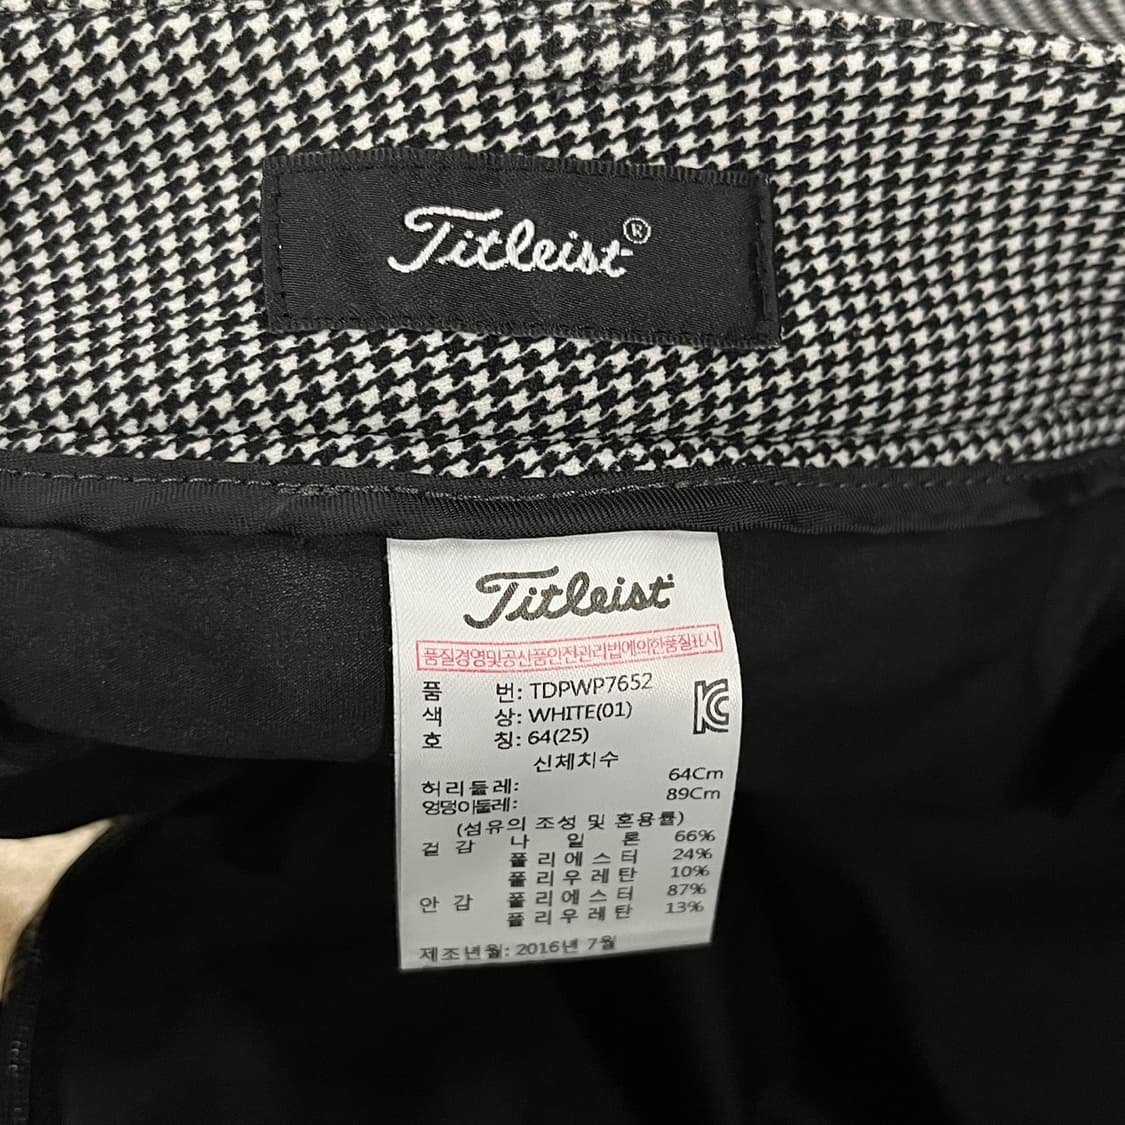 Titleist®
Titleist
품질경영및공산품안전관리법에의한품질표시
품 번: TDPWP7652
색 상: WHITE(01)
호 칭: 64(25)
신체치수
허리둘레: 64Cm
엉덩이둘레: 89Cm
(섬유의 조성 및 혼용률)
겉감 나일론 66%
폴리에스터 24%
폴리우레탄 10%
안감 폴리에스터 87%
폴리우레탄 13%
제조년월: 2016년 7월